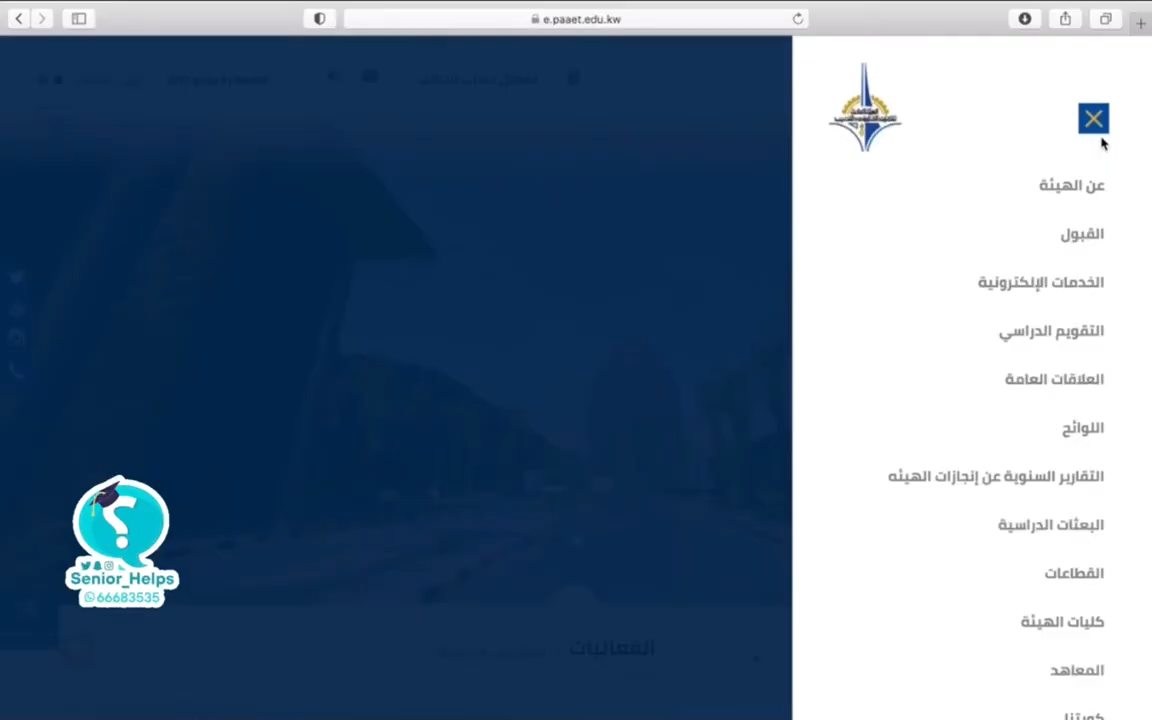 e.paaet.edu.kw
عن الهيئة
القبول
الخدمات الإلكترونية
التقويم الدراسي
العلاقات العامة
اللوائح
التقارير السنوية عن إنجازات الهيئه
البعثات الدراسية
القطاعات
كليات الهيئة
المعاهد
الفعاليات
Senior_Helps
66683535